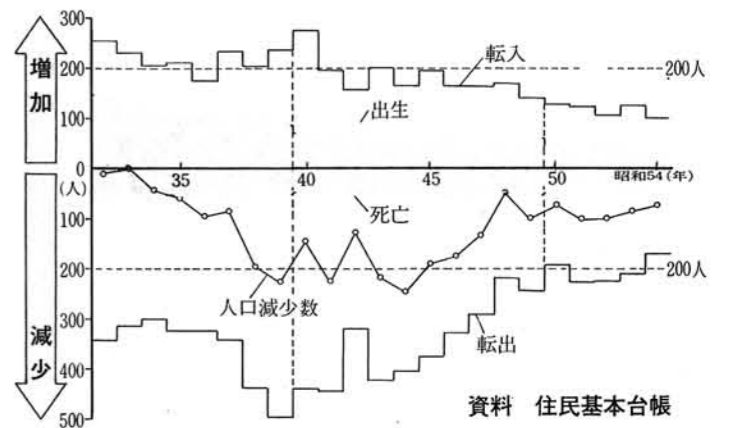 300
200
100
0
(人)
100
200
300
400
500
増加
減少
転入
200人
出生
35
40
45
50
昭和54(年)
死亡
200人
人口減少数
転出
資料 住民基本台帳